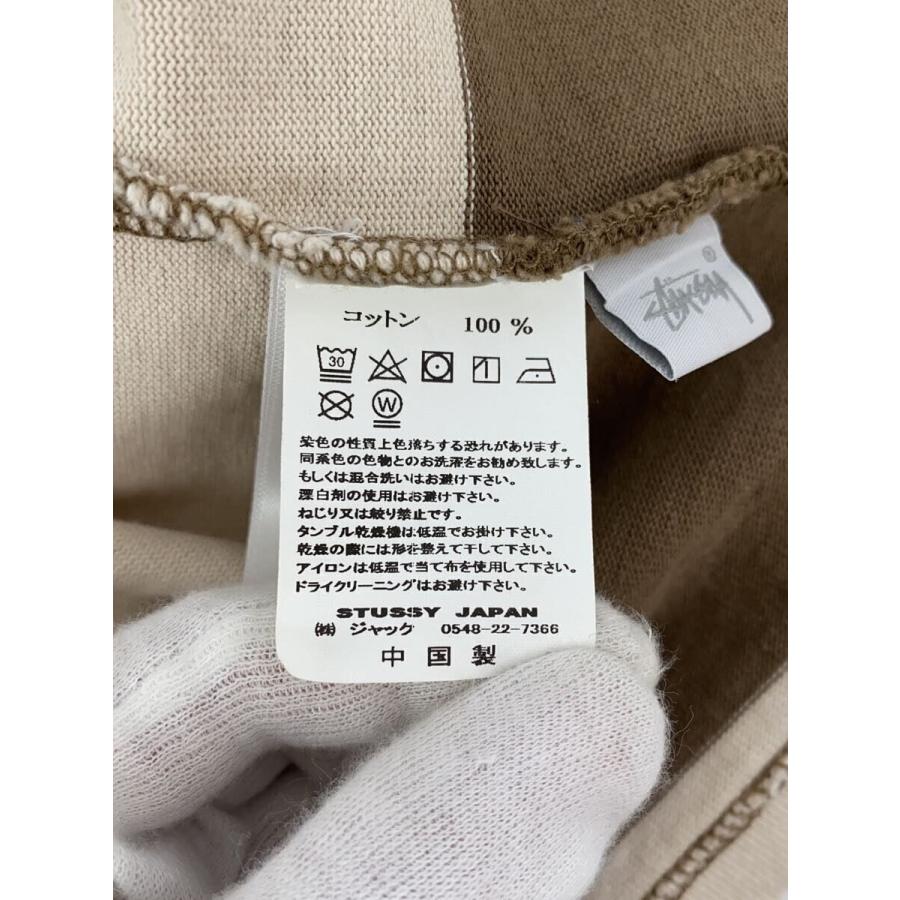 コットン 100 %
30
W
染色の性質上色落ちする恐れがあります。
同系色の色物とのお洗濯をお勧め致します。
もしくは混合洗いはお避け下さい。
漂白剤の使用はお避け下さい。
ねじり又は絞り禁止です。
タンブル乾燥機は低温でお掛け下さい。
乾燥の際には形を整えて干して下さい。
アイロンは低温で当て布を使用して下さい。
ドライクリーニングはお避け下さい。
STUSSY JAPAN
㈱ ジャック 0548-22-7366
中国製
Stüssy ®